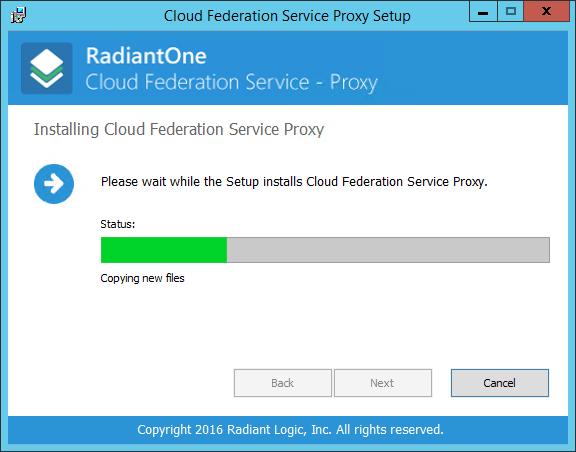 Cloud Federation Service Proxy Setup
RadiantOne
Cloud Federation Service - Proxy
Installing Cloud Federation Service Proxy
Please wait while the Setup installs Cloud Federation Service Proxy.
Status:
Copying new files
Back Next Cancel
Copyright 2016 Radiant Logic, Inc. All rights reserved.